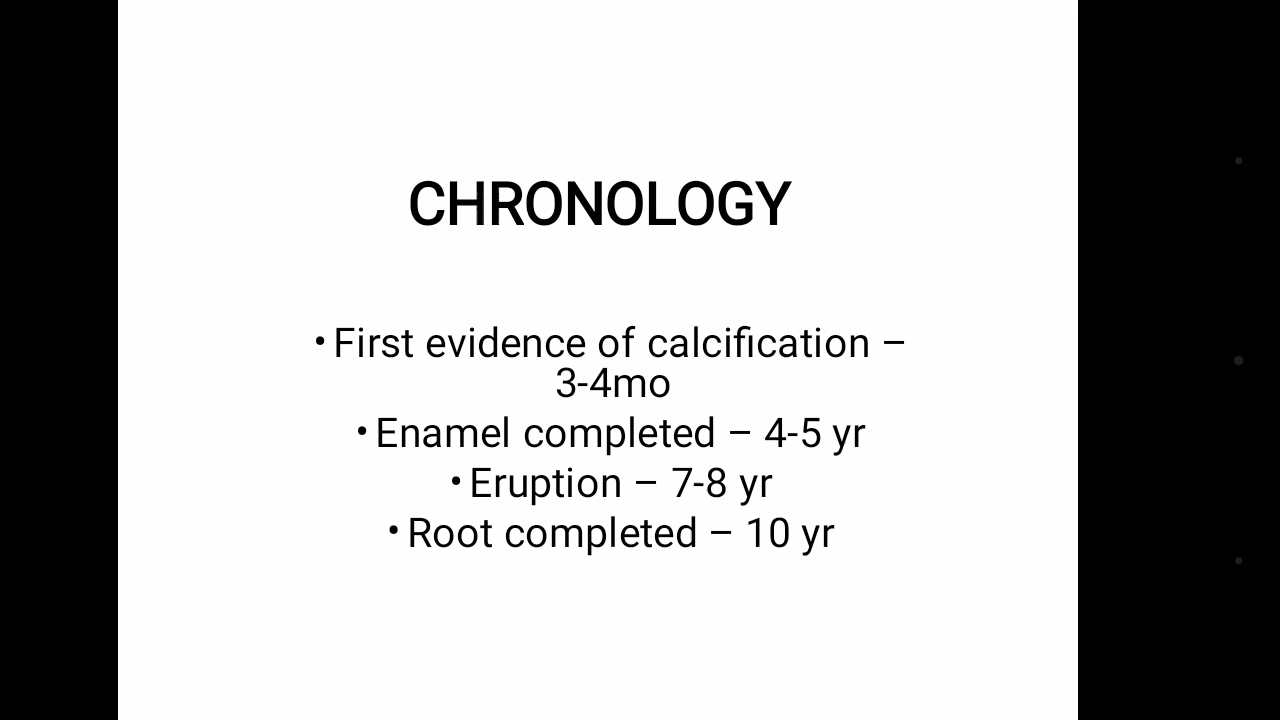 CHRONOLOGY
• First evidence of calcification –
3-4mo
• Enamel completed – 4-5 yr
• Eruption – 7-8 yr
• Root completed – 10 yr